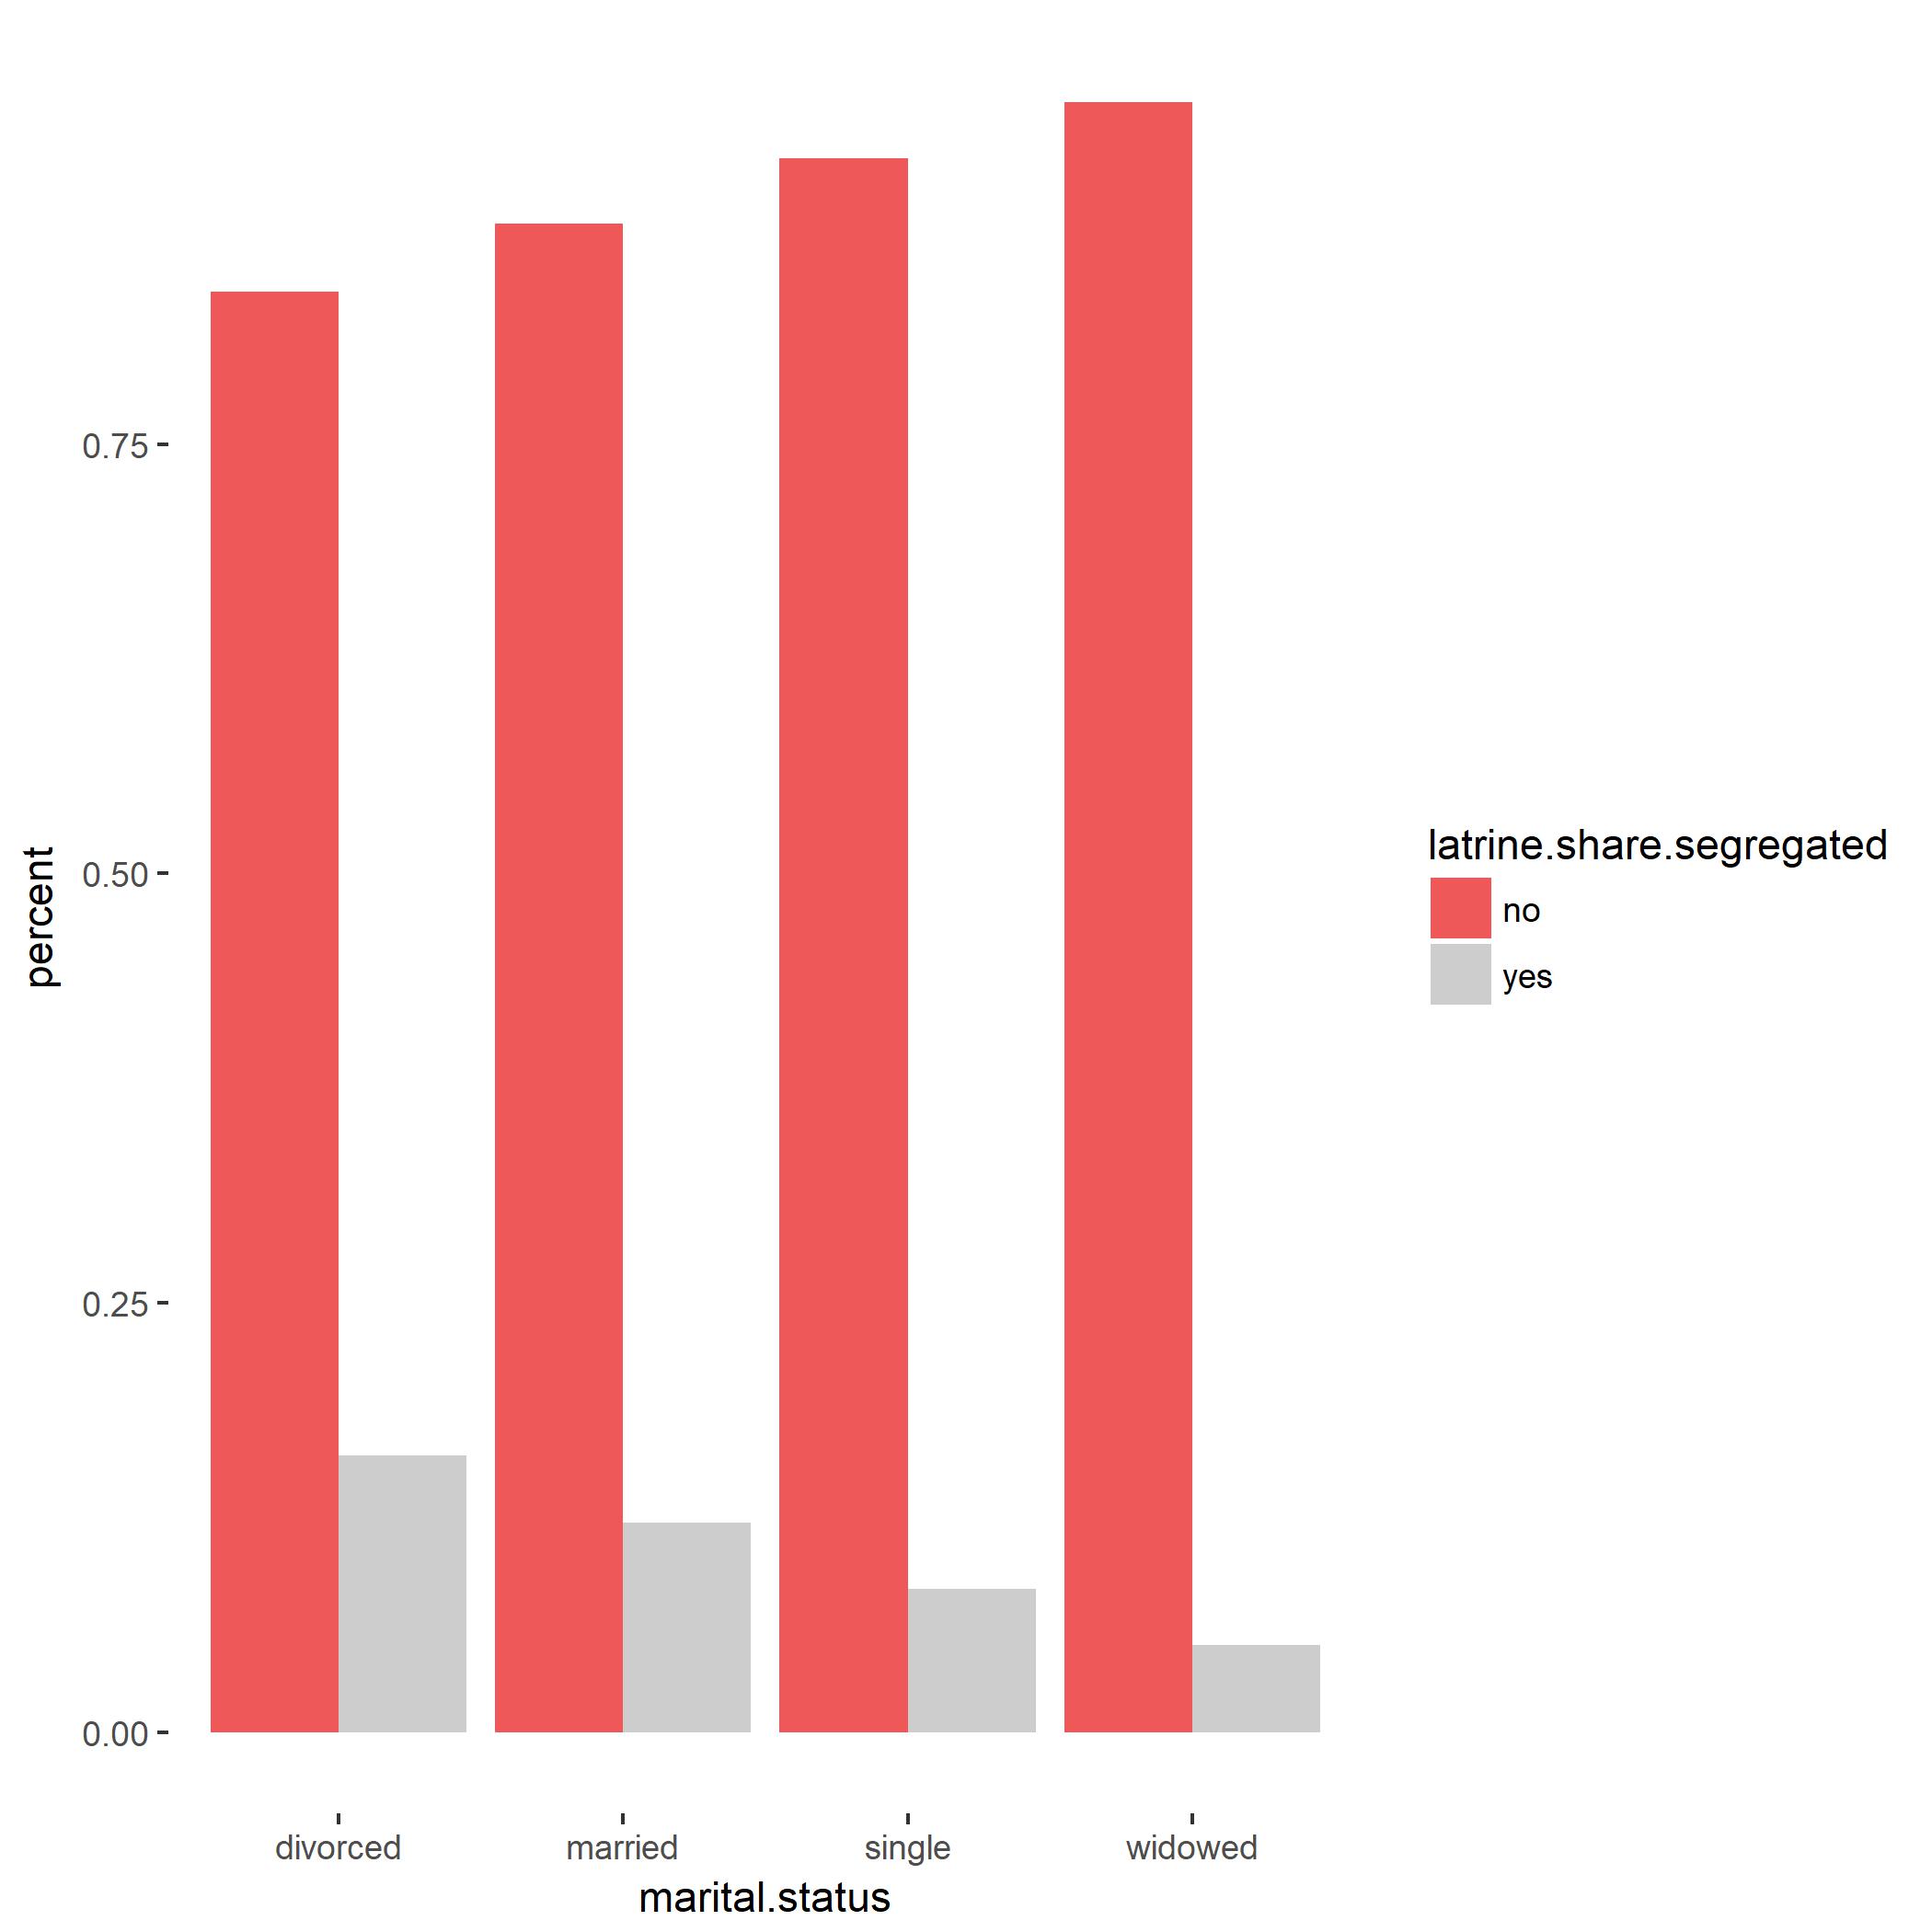 percent
0.75
0.50
0.25
0.00
divorced married single widowed
marital.status
latrine.share.segregated
no
yes